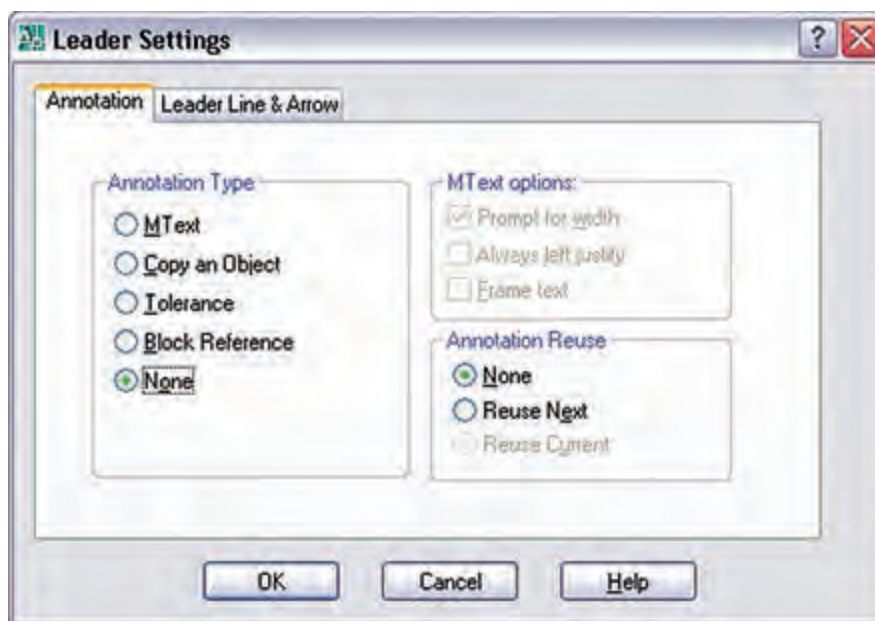 Leader Settings
Annotation
Leader Line & Arrow
Annotation Type
MText
Copy an Object
Tolerance
Block Reference
None
MText options:
Prompt for width
Always left justify
Frame text
Annotation Reuse
None
Reuse Next
Reuse Current
OK
Cancel
Help